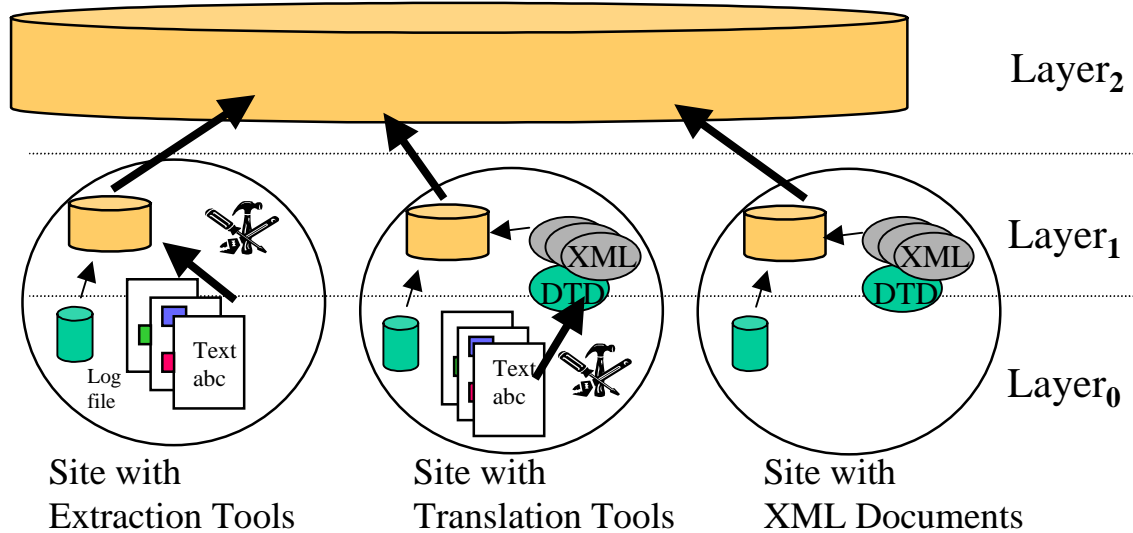 Layer2
Layer1
XML
XML
DTD
DTD
Text
abc
Log
file
Text
abc
Layer0
Site with
Extraction Tools
Site with
Translation Tools
Site with
XML Documents